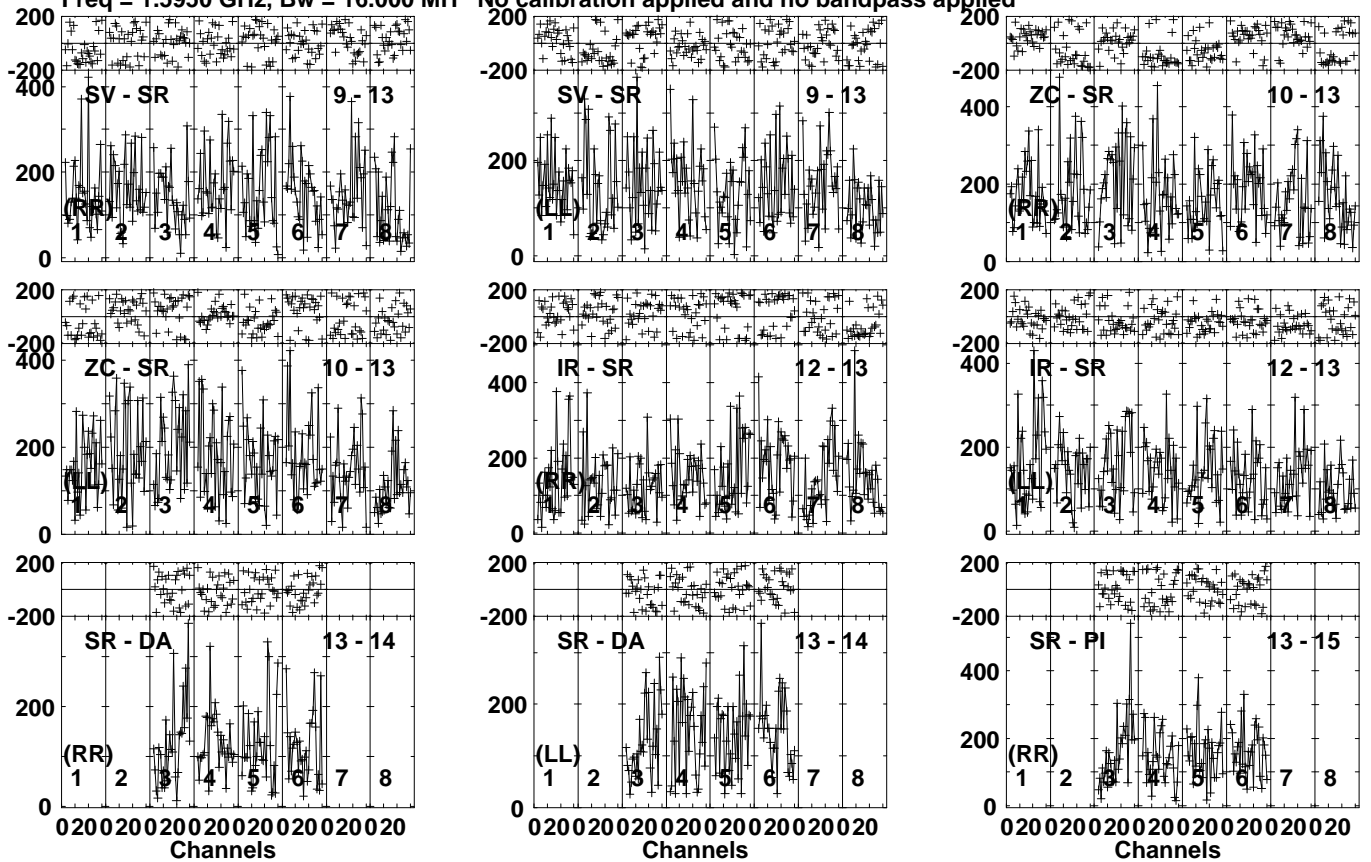 Freq = 1.5950 GHz, Bw = 16.000 MH No calibration applied and no bandpass applied
200 200 200
-200 -200 -200
400 SV - SR 9 - 13 SV - SR 9 - 13 400 ZC - SR 10 - 13
200 200 200
(RR) (LL) (RR)
1 2 3 4 5 6 7 8 1 2 3 4 5 6 7 8 1 2 3 4 5 6 7 8
0 0 0
200 200 200
-200 -200 -200
400 ZC - SR 10 - 13 400 IR - SR 12 - 13 400 IR - SR 12 - 13
200 200 200
(LL) (RR) (LL)
1 2 3 4 5 6 7 8 1 2 3 4 5 6 7 8 1 2 3 4 5 6 7 8
0 0 0
200 200 200
-200 -200 -200
SR - DA 13 - 14 SR - DA 13 - 14 SR - PI 13 - 15
400
200 200 200
(RR) (LL) (RR)
1 2 3 4 5 6 7 8 1 2 3 4 5 6 7 8 1 2 3 4 5 6 7 8
0 0 0
0 20 0 20 0 20 0 20 0 20 0 20 0 20 0 20 0 20 0 20 0 20 0 20 0 20 0 20 0 20 0 20 0 20 0 20 0 20 0 20 0 20 0 20 0 20 0 20
Channels Channels Channels